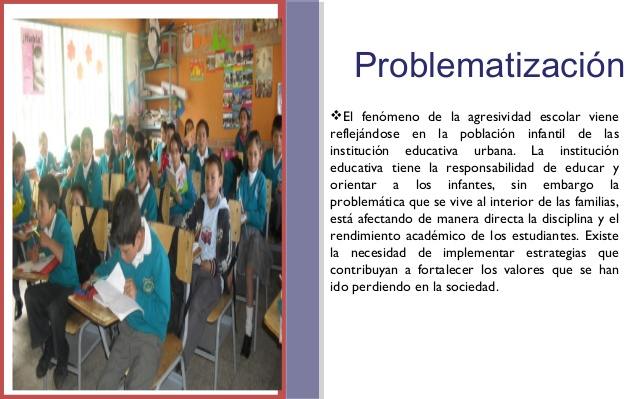 Problematización
❖El fenómeno de la agresividad escolar viene
reflejándose en la población infantil de las
institución educativa urbana. La institución
educativa tiene la responsabilidad de educar y
orientar a los infantes, sin embargo la
problemática que se vive al interior de las familias,
está afectando de manera directa la disciplina y el
rendimiento académico de los estudiantes. Existe
la necesidad de implementar estrategias que
contribuyan a fortalecer los valores que se han
ido perdiendo en la sociedad.